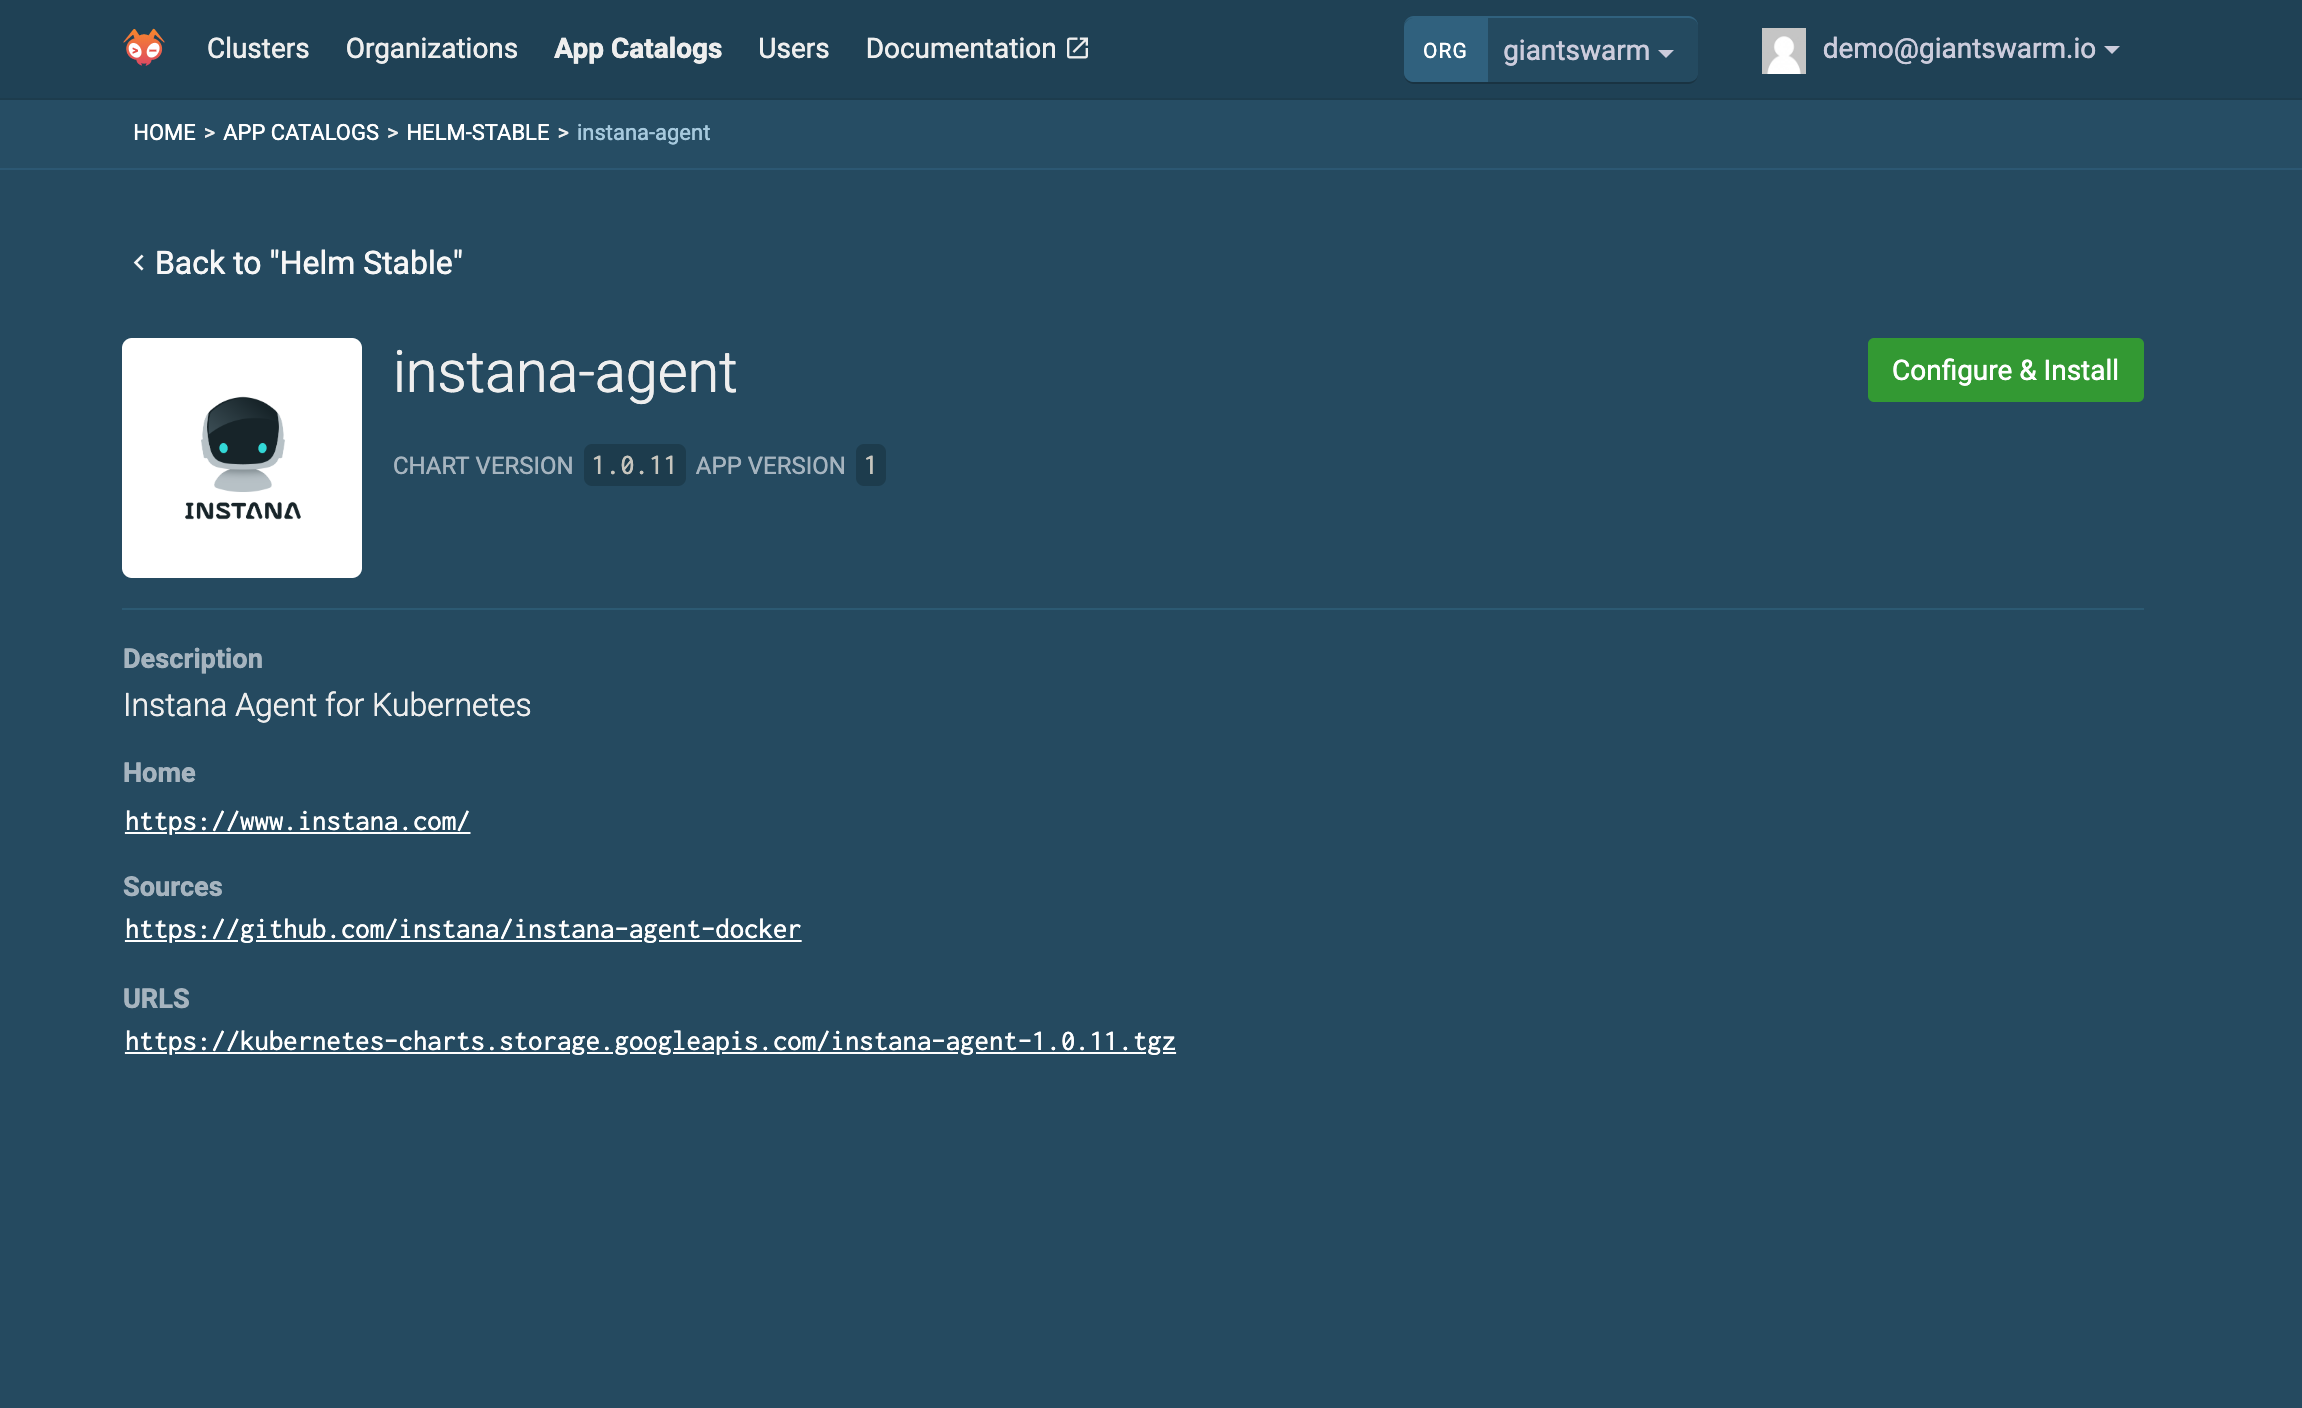 Clusters Organizations App Catalogs Users Documentation ORG giantswarm demo@giantswarm.io
HOME > APP CATALOGS > HELM-STABLE > instana-agent
< Back to "Helm Stable"
instana-agent
Configure & Install
CHART VERSION 1.0.11 APP VERSION 1
INSTANA
Description
Instana Agent for Kubernetes
Home
https://www.instana.com/
Sources
https://github.com/instana/instana-agent-docker
URLS
https://kubernetes-charts.storage.googleapis.com/instana-agent-1.0.11.tgz